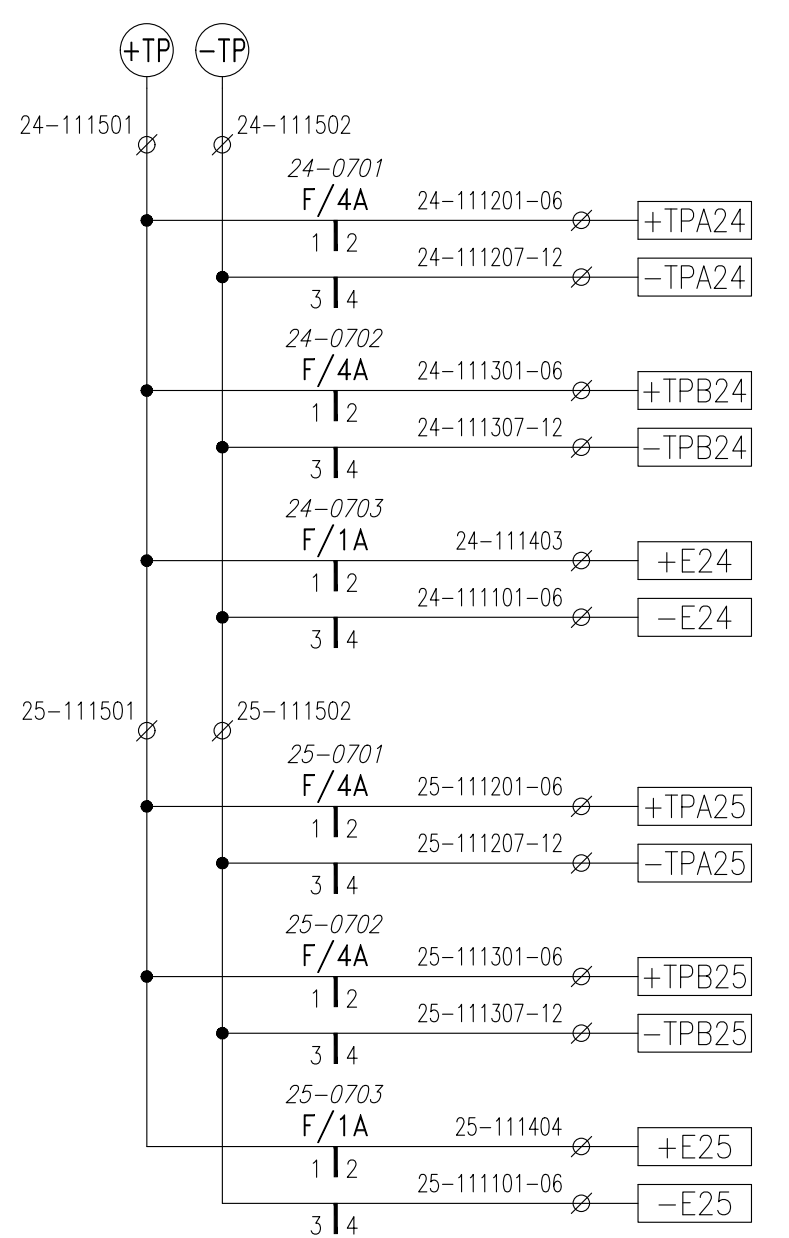 +TP -TP
24-111501 24-111502
24-0701
F/4A 24-111201-06 +TPA24
1 2
24-111207-12 -TPA24
3 4
24-0702
F/4A 24-111301-06 +TPB24
1 2
24-111307-12 -TPB24
3 4
24-0703
F/1A 24-111403 +E24
1 2
24-111101-06 -E24
3 4
25-111501 25-111502
25-0701
F/4A 25-111201-06 +TPA25
1 2
25-111207-12 -TPA25
3 4
25-0702
F/4A 25-111301-06 +TPB25
1 2
25-111307-12 -TPB25
3 4
25-0703
F/1A 25-111404 +E25
1 2
25-111101-06 -E25
3 4